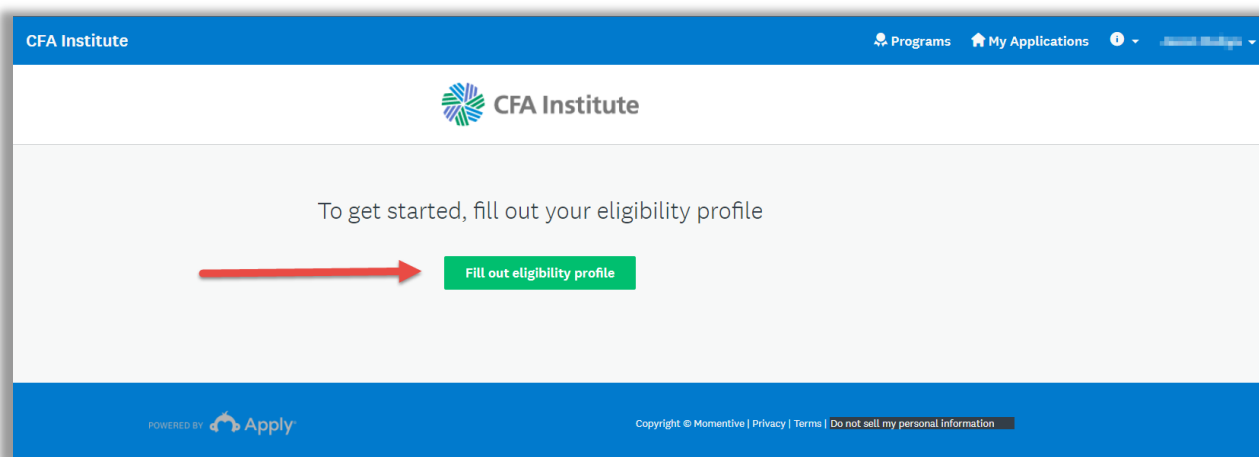 CFA Institute
Programs
My Applications
CFA Institute
To get started, fill out your eligibility profile
Fill out eligibility profile
POWERED BY Apply
Copyright © Momentive | Privacy | Terms | Do not sell my personal information